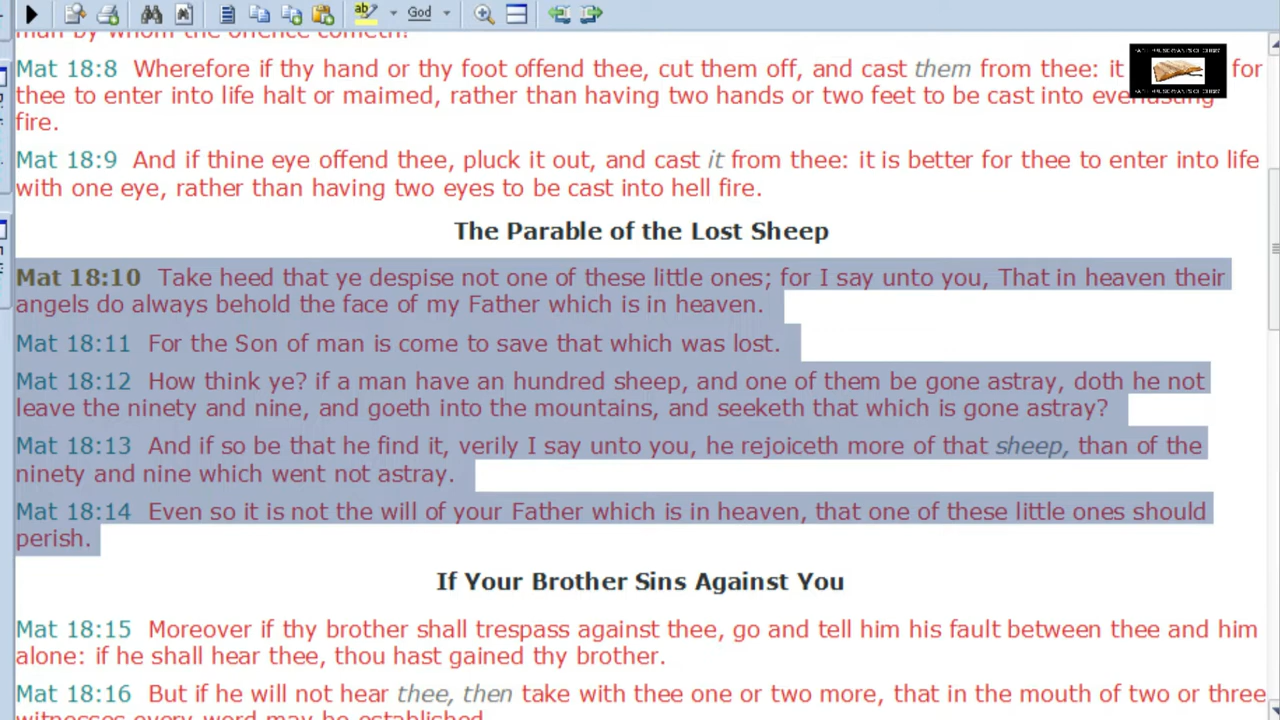 God
man by whom the offence cometh!
Mat 18:8 Wherefore if thy hand or thy foot offend thee, cut them off, and cast them from thee: it for
thee to enter into life halt or maimed, rather than having two hands or two feet to be cast into everlasting
fire.
Mat 18:9 And if thine eye offend thee, pluck it out, and cast it from thee: it is better for thee to enter into life
with one eye, rather than having two eyes to be cast into hell fire.
The Parable of the Lost Sheep
Mat 18:10 Take heed that ye despise not one of these little ones; for I say unto you, That in heaven their
angels do always behold the face of my Father which is in heaven.
Mat 18:11 For the Son of man is come to save that which was lost.
Mat 18:12 How think ye? if a man have an hundred sheep, and one of them be gone astray, doth he not
leave the ninety and nine, and goeth into the mountains, and seeketh that which is gone astray?
Mat 18:13 And if so be that he find it, verily I say unto you, he rejoiceth more of that sheep, than of the
ninety and nine which went not astray.
Mat 18:14 Even so it is not the will of your Father which is in heaven, that one of these little ones should
perish.
If Your Brother Sins Against You
Mat 18:15 Moreover if thy brother shall trespass against thee, go and tell him his fault between thee and him
alone: if he shall hear thee, thou hast gained thy brother.
Mat 18:16 But if he will not hear thee, then take with thee one or two more, that in the mouth of two or three
witnesses every word may be established.